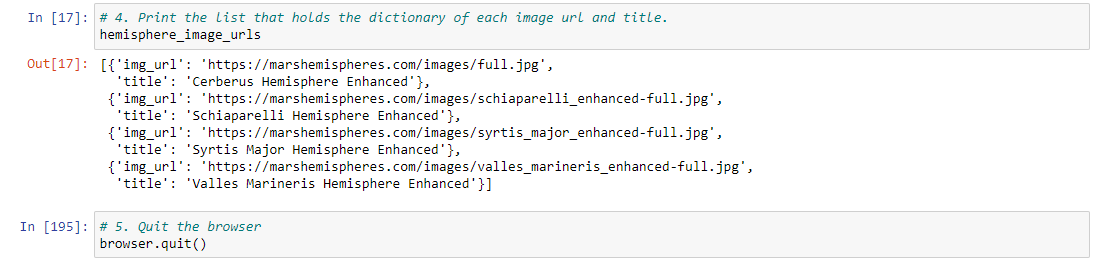 In [17]: # 4. Print the list that holds the dictionary of each image url and title.
hemisphere_image_urls
Out[17]: [{'img_url': 'https://marshemispheres.com/images/full.jpg',
'title': 'Cerberus Hemisphere Enhanced'},
{'img_url': 'https://marshemispheres.com/images/schiaparelli_enhanced-full.jpg',
'title': 'Schiaparelli Hemisphere Enhanced'},
{'img_url': 'https://marshemispheres.com/images/syrtis_major_enhanced-full.jpg',
'title': 'Syrtis Major Hemisphere Enhanced'},
{'img_url': 'https://marshemispheres.com/images/valles_marineris_enhanced-full.jpg',
'title': 'Valles Marineris Hemisphere Enhanced'}]
In [195]: # 5. Quit the browser
browser.quit()